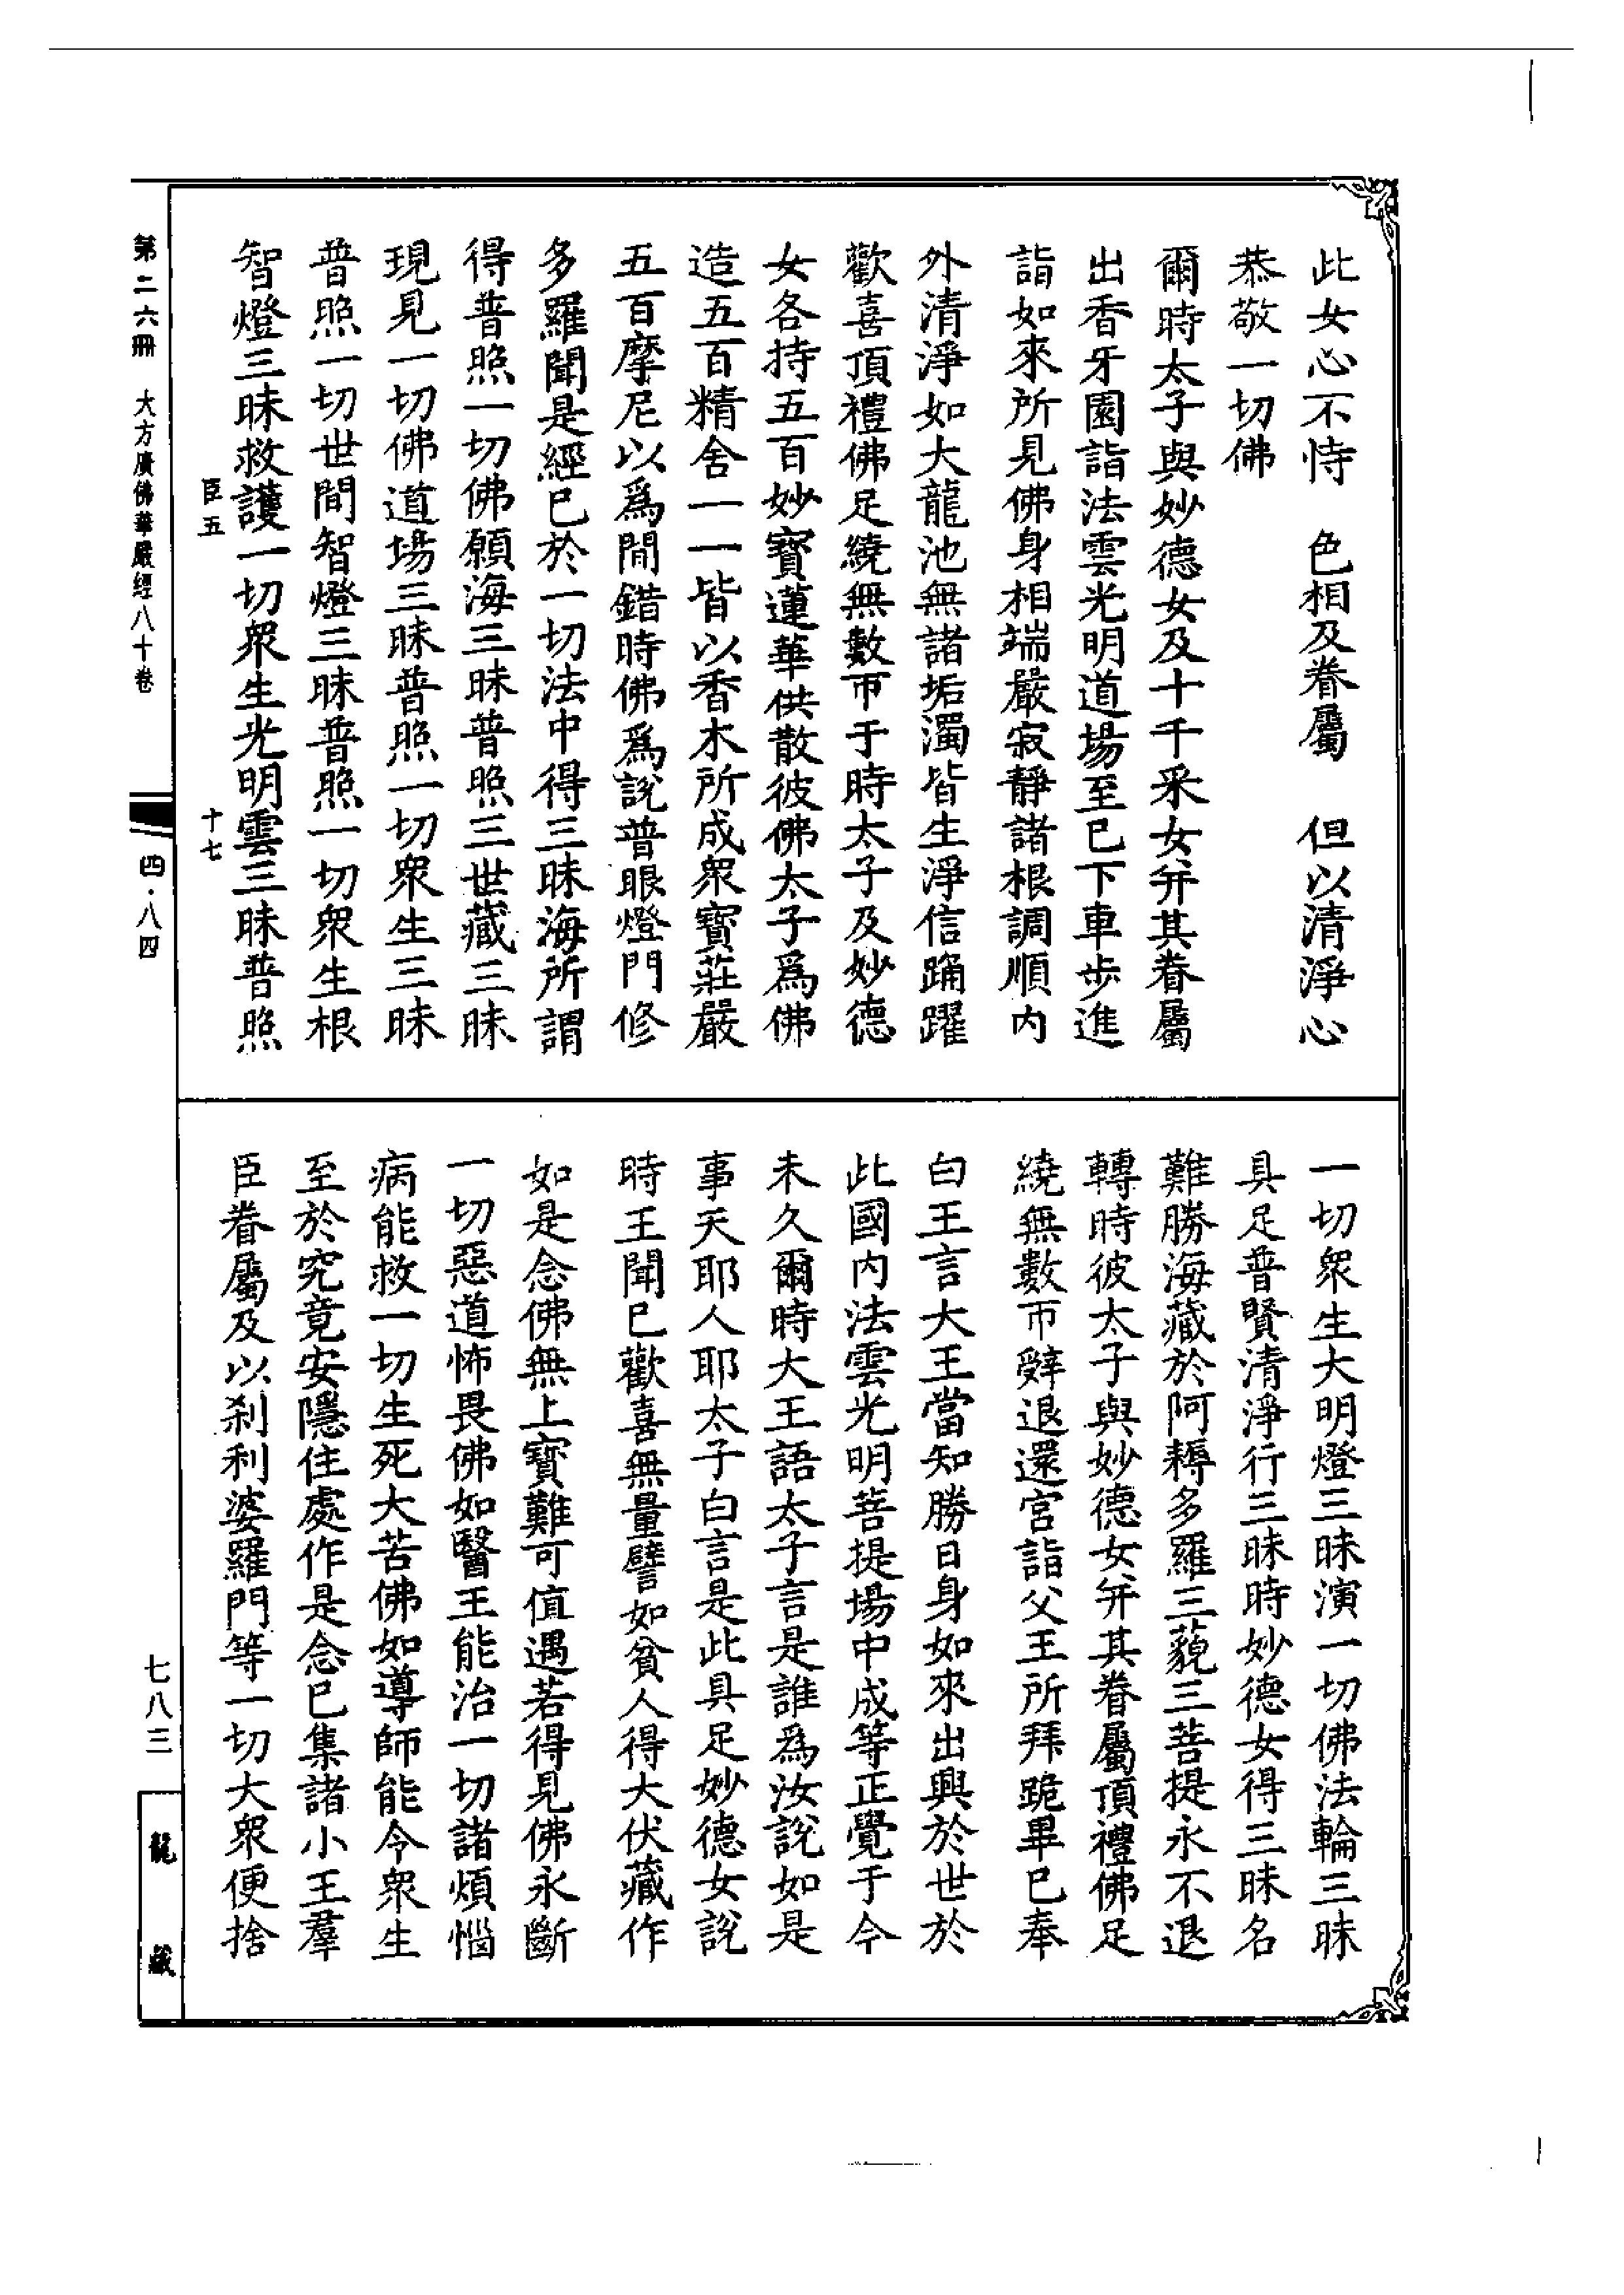 此女心不恃　色相及眷屬　但以清淨心
恭敬一切佛
爾時太子與妙德女及十千采女并其眷屬
出香牙園詣法雲光明道場至已下車步進
詣如來所見佛身相端嚴寂靜諸根調順内
外清淨如大龍池無諸垢濁皆生淨信踊躍
歡喜頂禮佛足繞無數帀于時太子及妙德
女各持五百妙寶蓮華供散彼佛太子爲佛
造五百精舍一一皆以香木所成衆寶莊嚴
五百摩尼以爲間錯時佛爲說普眼燈門修
多羅聞是經已於一切法中得三昧海所謂
得普照一切佛願海三昧普照三世藏三昧
現見一切佛道場三昧普照一切衆生三昧
普照一切世間智燈三昧普照一切衆生根
智燈三昧救護一切衆生光明雲三昧普照
臣五　十七
一切衆生大明燈三昧演一切佛法輪三昧
具足普賢清淨行三昧時妙德女得三昧名
難勝海藏於阿耨多羅三藐三菩提永不退
轉時彼太子與妙德女并其眷屬頂禮佛足
繞無數帀辭退還宮詣父王所拜跪畢已奉
白王言大王當知勝日身如來出興於世於
此國内法雲光明菩提場中成等正覺于今
未久爾時大王語太子言是誰爲汝說如是
事天耶人耶太子白言是此具足妙德女說
時王聞已歡喜無量譬如貧人得大伏藏作
如是念佛無上寶難可值遇若得見佛永斷
一切惡道怖畏佛如醫王能治一切諸煩惱
病能救一切生死大苦佛如導師能令衆生
至於究竟安隱住處作是念已集諸小王羣
臣眷屬及以刹利婆羅門等一切大衆便捨
第二六冊　大方廣佛華嚴經八十卷
四·八四
七八三
龍藏